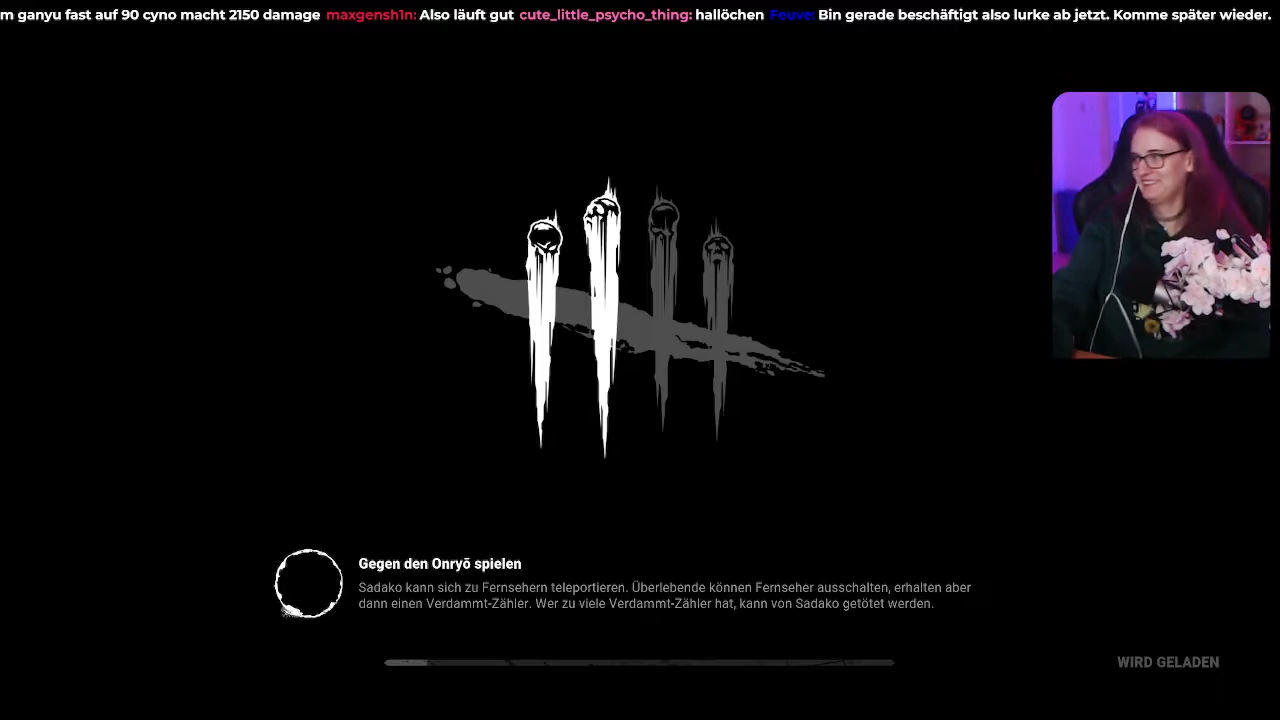 m ganyu fast auf 90 cyno macht 2150 damage maxgensh1n: Also läuft gut cute_little_psycho_thing: hallöchen Feuve: Bin gerade beschäftigt also lurke ab jetzt. Komme später wieder.
Gegen den Onryō spielen
Sadako kann sich zu Fernsehern teleportieren. Überlebende können Fernseher ausschalten, erhalten aber
dann einen Verdammt-Zähler. Wer zu viele Verdammt-Zähler hat, kann von Sadako getötet werden.
WIRD GELADEN